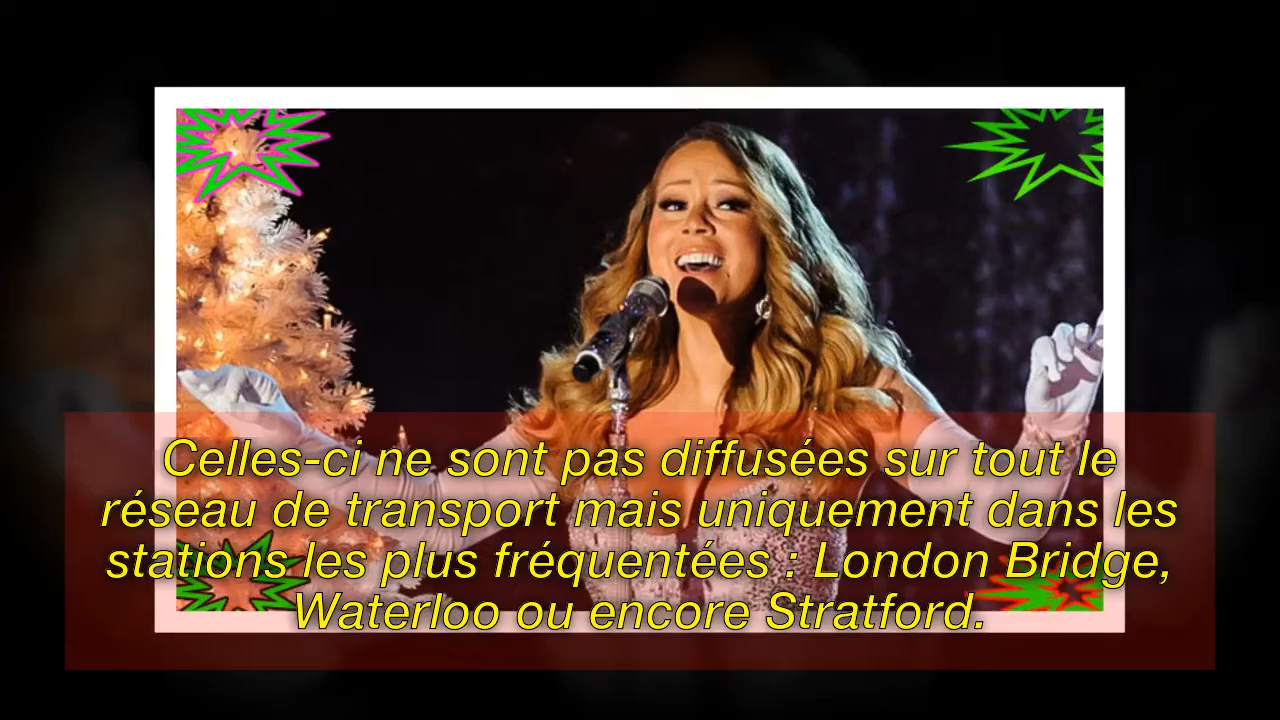 Celles-ci ne sont pas diffusées sur tout le
réseau de transport mais uniquement dans les
stations les plus fréquentées : London Bridge,
Waterloo ou encore Stratford.